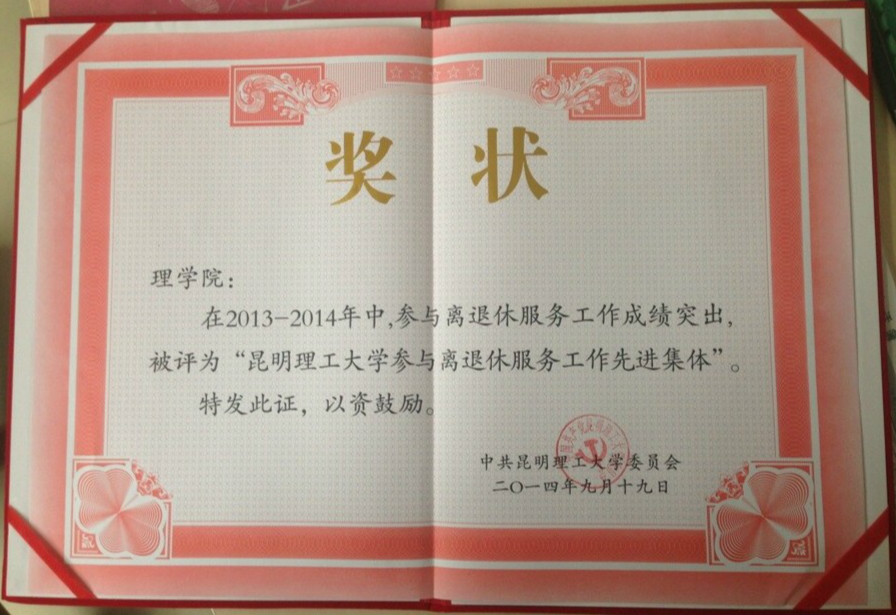 奖 状
理学院：
在2013-2014年中,参与离退休服务工作成绩突出,
被评为“昆明理工大学参与离退休服务工作先进集体”。
特发此证，以资鼓励。
中共昆明理工大学委员会
二〇一四年九月十九日